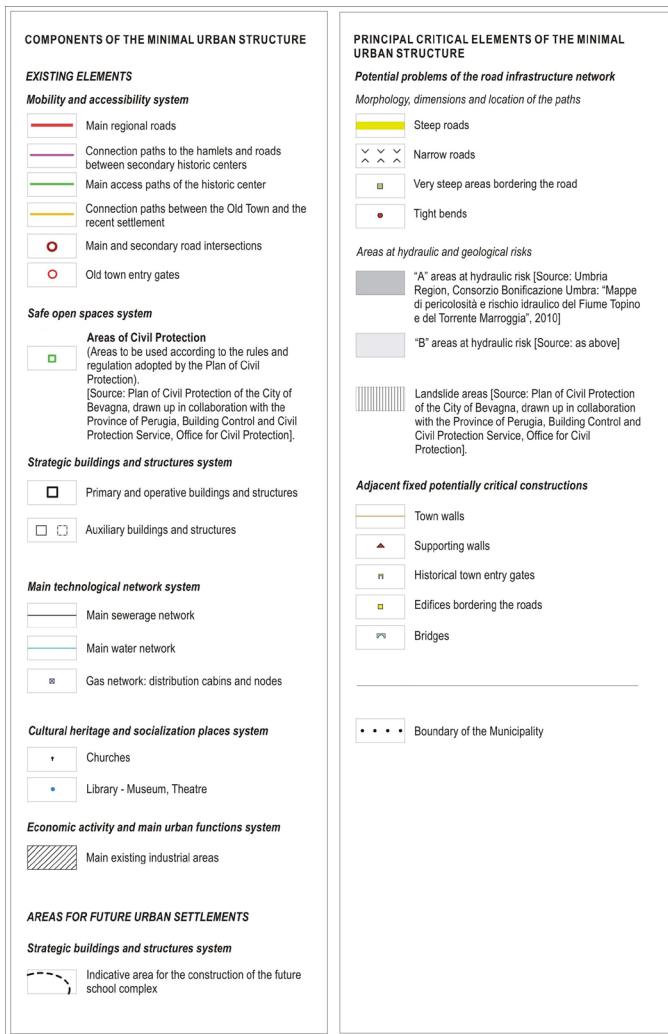 COMPONENTS OF THE MINIMAL URBAN STRUCTURE
EXISTING ELEMENTS
Mobility and accessibility system
Main regional roads
Connection paths to the hamlets and roads
between secondary historic centers
Main access paths of the historic center
Connection paths between the Old Town and the
recent settlement
Main and secondary road intersections
Old town entry gates
Safe open spaces system
Areas of Civil Protection
(Areas to be used according to the rules and
regulation adopted by the Plan of Civil
Protection).
[Source: Plan of Civil Protection of the City of
Bevagna, drawn up in collaboration with the
Province of Perugia, Building Control and Civil
Protection Service, Office for Civil Protection].
Strategic buildings and structures system
Primary and operative buildings and structures
Auxiliary buildings and structures
Main technological network system
Main sewerage network
Main water network
Gas network: distribution cabins and nodes
Cultural heritage and socialization places system
Churches
Library - Museum, Theatre
Economic activity and main urban functions system
Main existing industrial areas
AREAS FOR FUTURE URBAN SETTLEMENTS
Strategic buildings and structures system
Indicative area for the construction of the future
school complex
PRINCIPAL CRITICAL ELEMENTS OF THE MINIMAL
URBAN STRUCTURE
Potential problems of the road infrastructure network
Morphology, dimensions and location of the paths
Steep roads
Narrow roads
Very steep areas bordering the road
Tight bends
Areas at hydraulic and geological risks
“A” areas at hydraulic risk [Source: Umbria
Region, Consorzio Bonificazione Umbra: “Mappe
di pericolosità e rischio idraulico del Fiume Topino
e del Torrente Marroggia”, 2010]
“B” areas at hydraulic risk [Source: as above]
Landslide areas [Source: Plan of Civil Protection
of the City of Bevagna, drawn up in collaboration
with the Province of Perugia, Building Control and
Civil Protection Service, Office for Civil
Protection].
Adjacent fixed potentially critical constructions
Town walls
Supporting walls
Historical town entry gates
Edifices bordering the roads
Bridges
Boundary of the Municipality